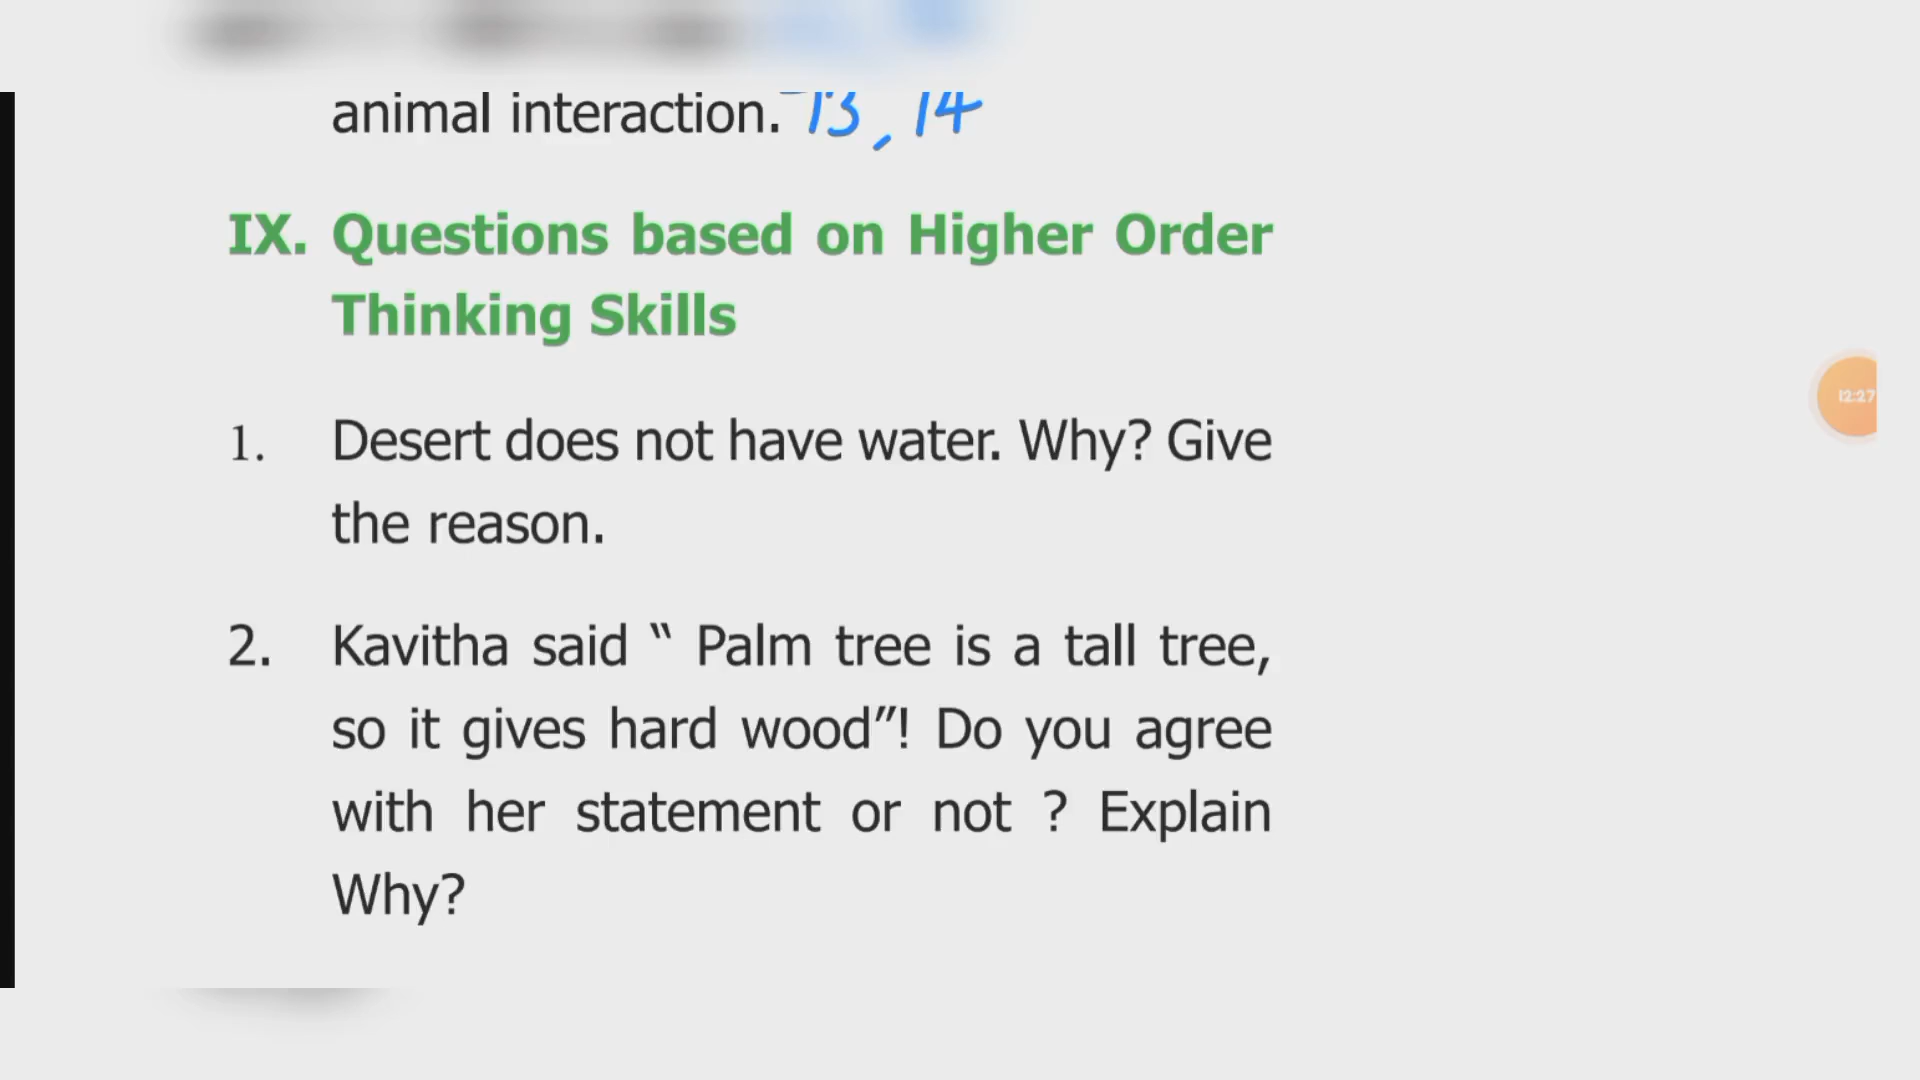 animal interaction. 13, 14
IX. Questions based on Higher Order
Thinking Skills
1. Desert does not have water. Why? Give
the reason.
12:27
2. Kavitha said “ Palm tree is a tall tree,
so it gives hard wood”! Do you agree
with her statement or not ? Explain
Why?